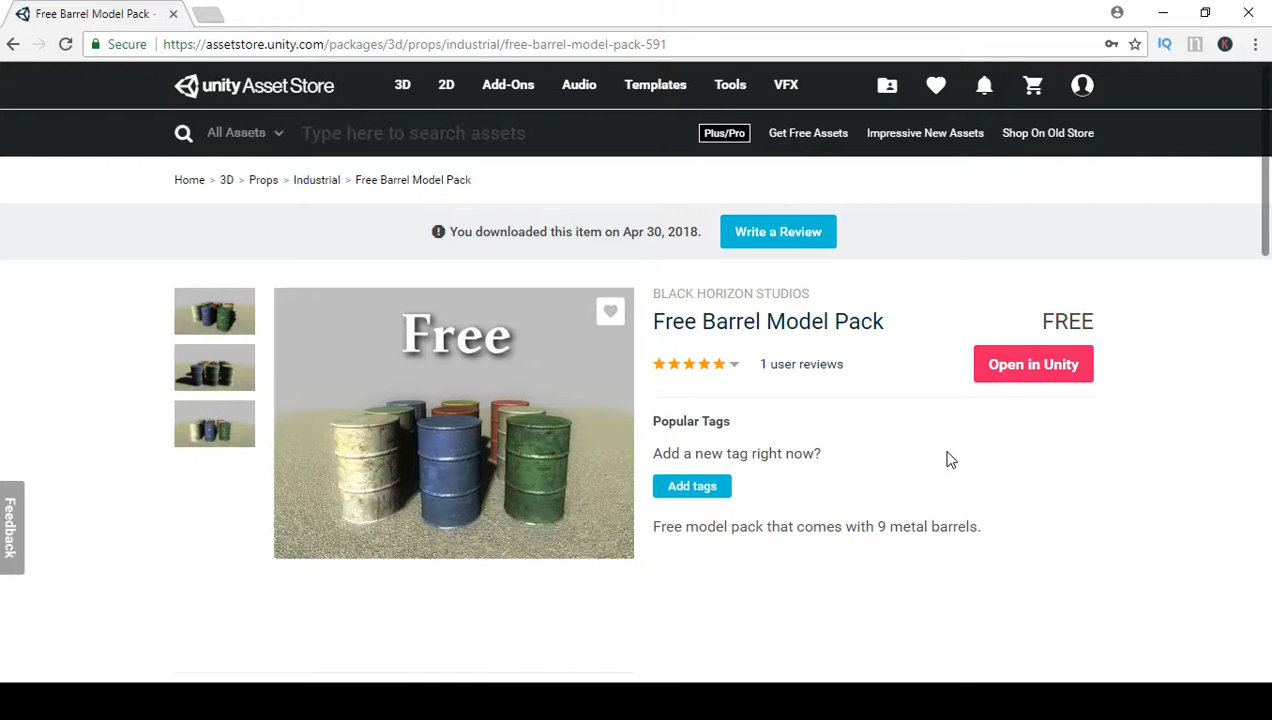 Free Barrel Model Pack -
Secure https://assetstore.unity.com/packages/3d/props/industrial/free-barrel-model-pack-591
IQ K
unity Asset Store 3D 2D Add-Ons Audio Templates Tools VFX
All Assets Type here to search assets Plus/Pro Get Free Assets Impressive New Assets Shop On Old Store
Home > 3D > Props > Industrial > Free Barrel Model Pack
You downloaded this item on Apr 30, 2018. Write a Review
Free
BLACK HORIZON STUDIOS
Free Barrel Model Pack FREE
1 user reviews Open in Unity
Popular Tags
Add a new tag right now?
Add tags
Free model pack that comes with 9 metal barrels.
Feedback